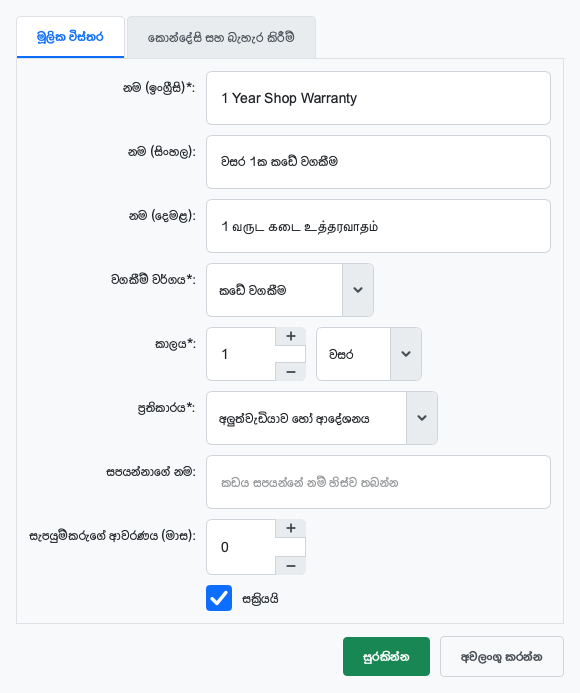 මූලික විස්තර
කොන්දේසි සහ බැහැර කිරීම්
නම (ඉංග්‍රීසි)*:
1 Year Shop Warranty
නම (සිංහල):
වසර 1ක කඩේ වගකීම
නම (දෙමළ):
1 வருட கடை உத்தரவாதம்
වගකීම් වර්ගය*:
කඩේ වගකීම
කාලය*:
1
වසර
ප්‍රතිකාරය*:
අලුත්වැඩියාව හෝ ආදේශනය
සපයන්නාගේ නම:
කඩය සපයන්නේ නම් හිස්ව තබන්න
සැපයුම්කරුගේ ආවරණය (මාස):
0
සක්‍රියයි
සුරකින්න
අවලංගු කරන්න